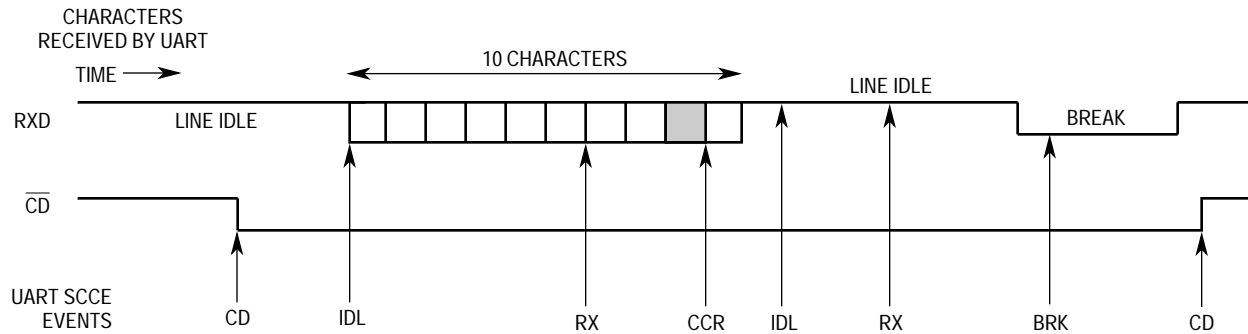 CHARACTERS
RECEIVED BY UART
TIME
10 CHARACTERS
RXD
LINE IDLE
LINE IDLE
BREAK
CD
UART SCCE
EVENTS
CD
IDL
RX
CCR
IDL
RX
BRK
CD